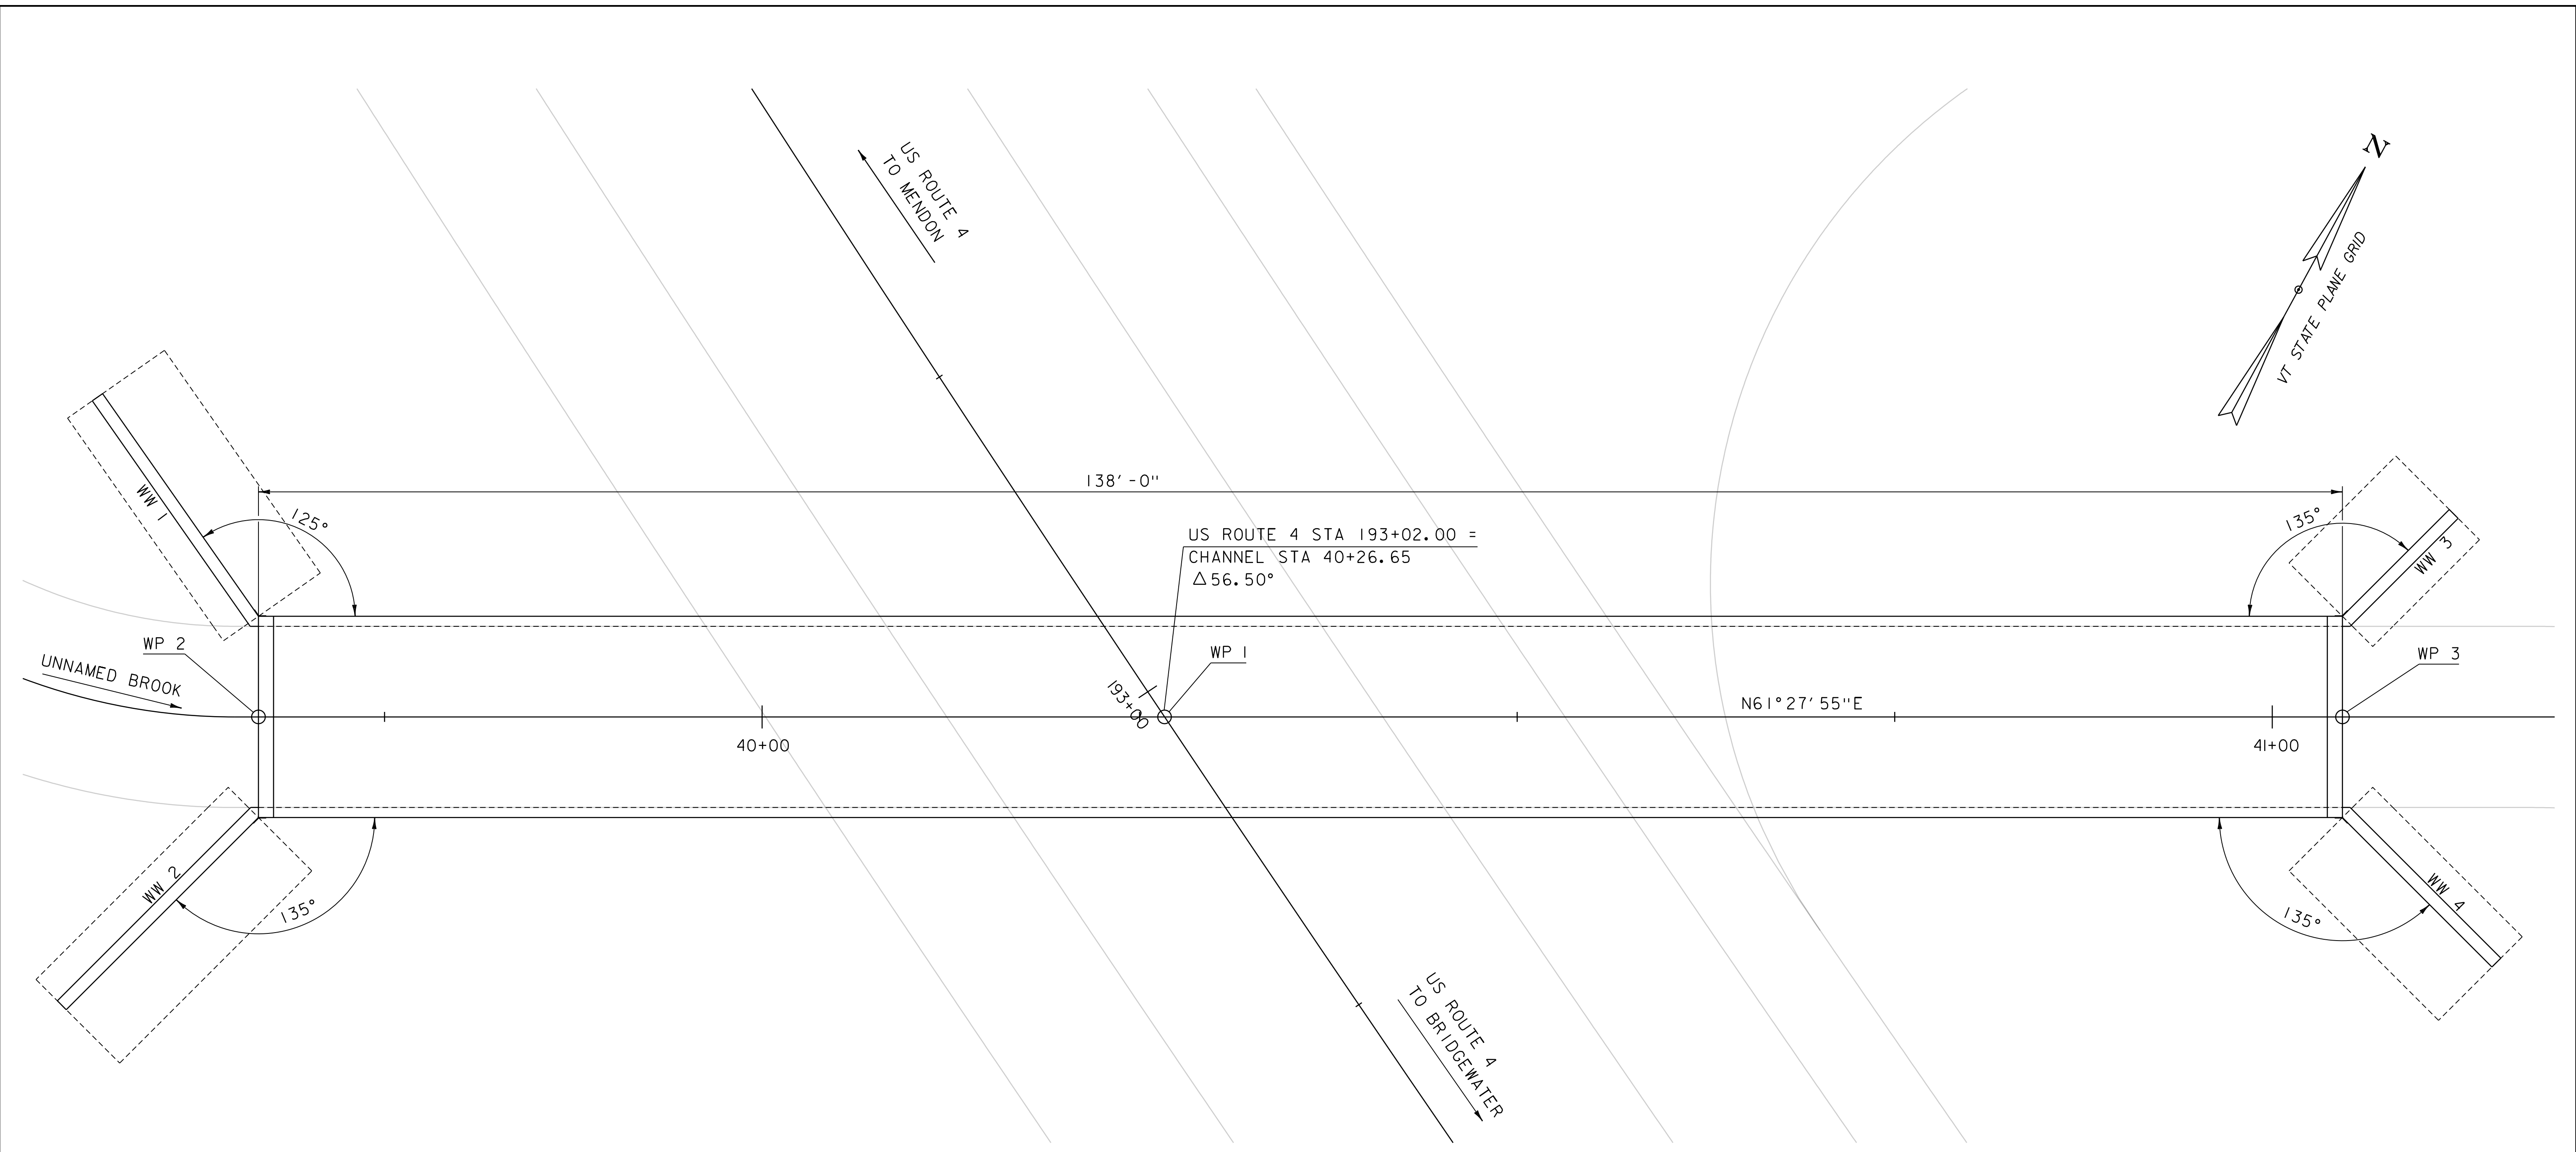 N
VT STATE PLANE GRID
US ROUTE 4
TO MENDON
138'-0"
WW 1
125°
135°
WW 3
US ROUTE 4 STA 193+02.00 =
CHANNEL STA 40+26.65
△56.50°
WP 2
WP 1
WP 3
UNNAMED BROOK
193+00
N61°27'55"E
40+00
41+00
WW 2
135°
WW 4
135°
US ROUTE 4
TO BRIDGEWATER